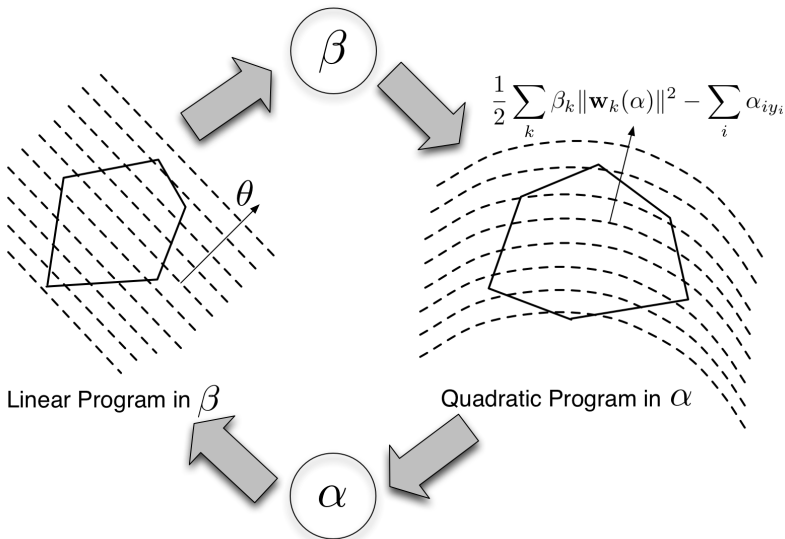 β
1/2 ∑_k β_k ‖w_k(α)‖² − ∑_i α_{iy_i}
θ
Linear Program in β
Quadratic Program in α
α